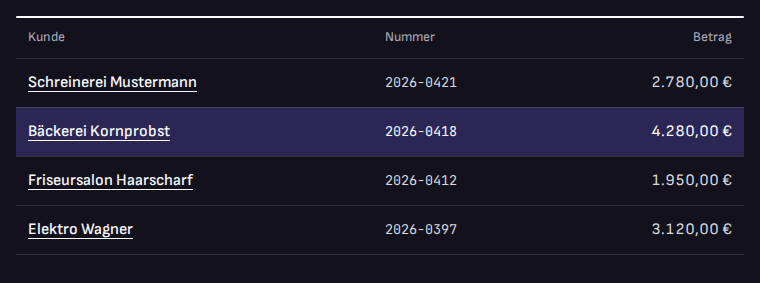 Kunde Nummer Betrag
Schreinerei Mustermann 2026-0421 2.780,00 €
Bäckerei Kornprobst 2026-0418 4.280,00 €
Friseursalon Haarscharf 2026-0412 1.950,00 €
Elektro Wagner 2026-0397 3.120,00 €